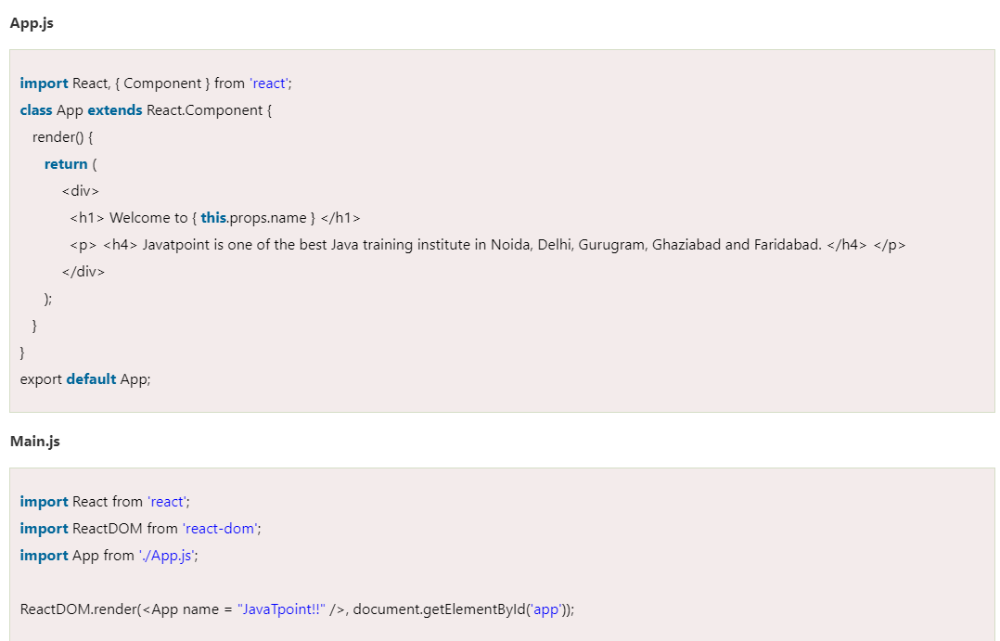 App.js
import React, { Component } from 'react';
class App extends React.Component {
render() {
return (
<div>
<h1> Welcome to { this.props.name } </h1>
<p> <h4> Javatpoint is one of the best Java training institute in Noida, Delhi, Gurugram, Ghaziabad and Faridabad. </h4> </p>
</div>
);
}
}
export default App;
Main.js
import React from 'react';
import ReactDOM from 'react-dom';
import App from './App.js';
ReactDOM.render(<App name = "JavaTpoint!!" />, document.getElementById('app'));